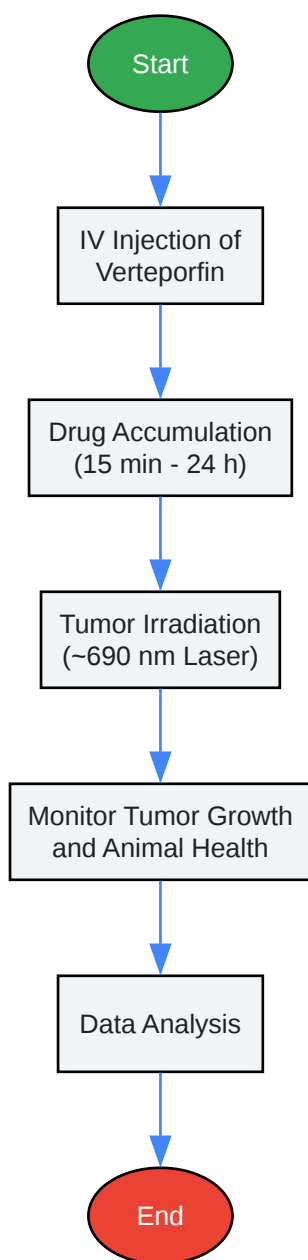 Start
IV Injection of
Verteporfin
Drug Accumulation
(15 min - 24 h)
Tumor Irradiation
(~690 nm Laser)
Monitor Tumor Growth
and Animal Health
Data Analysis
End